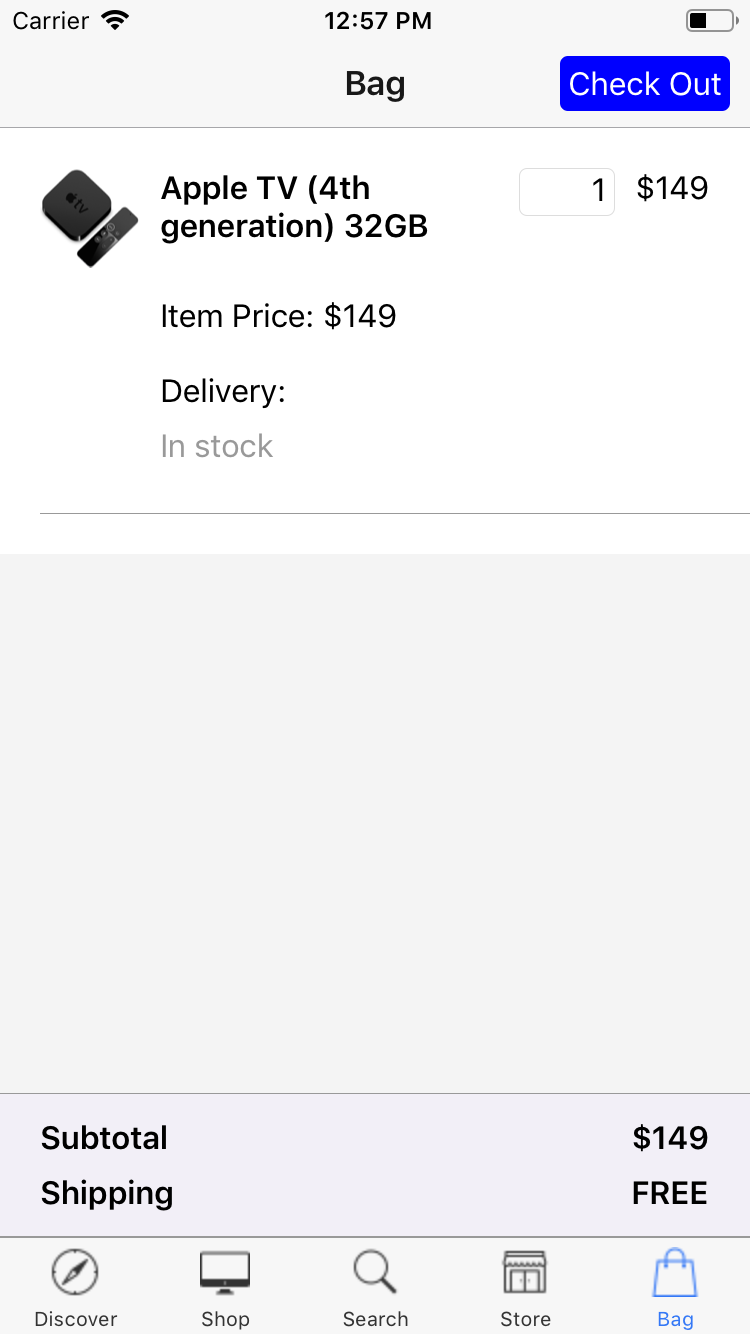 Carrier 12:57 PM
Bag
Check Out
Apple TV (4th
generation) 32GB
1 $149
Item Price: $149
Delivery:
In stock
Subtotal $149
Shipping FREE
Discover Shop Search Store Bag